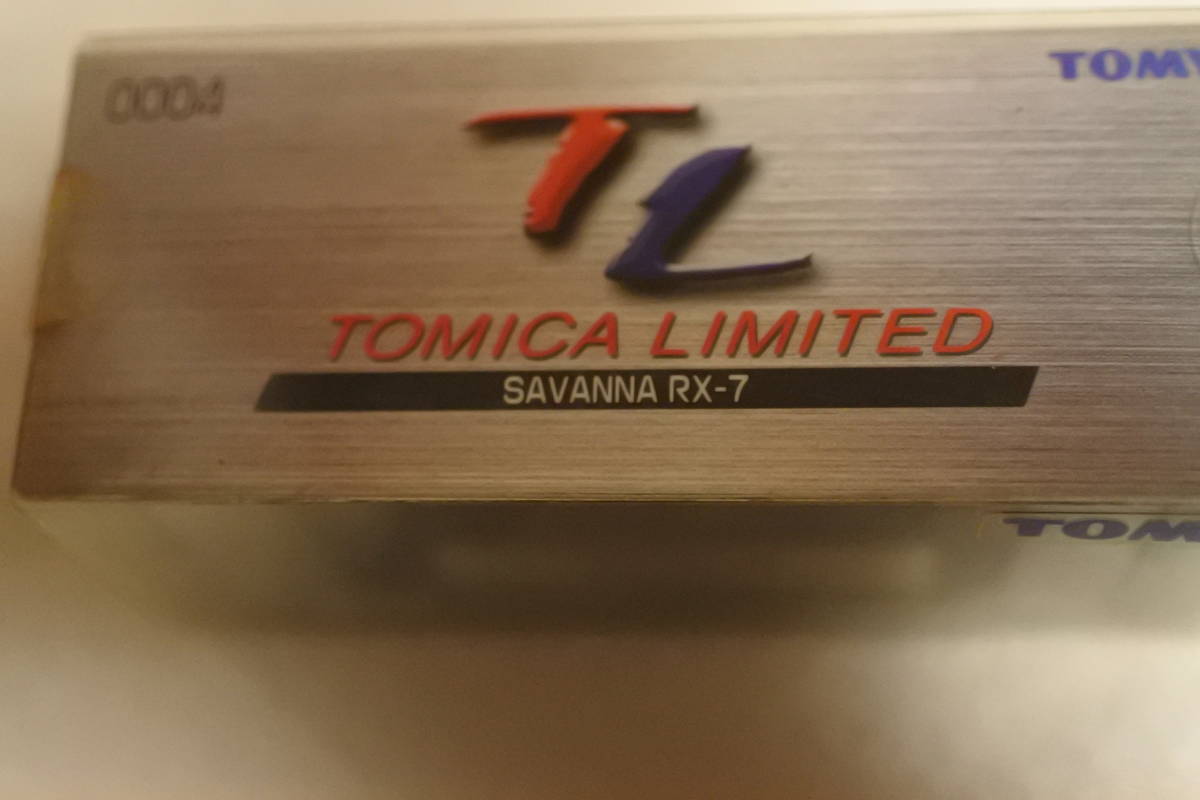 0004
TOMY
TL
TOMICA LIMITED
SAVANNA RX-7
TOM